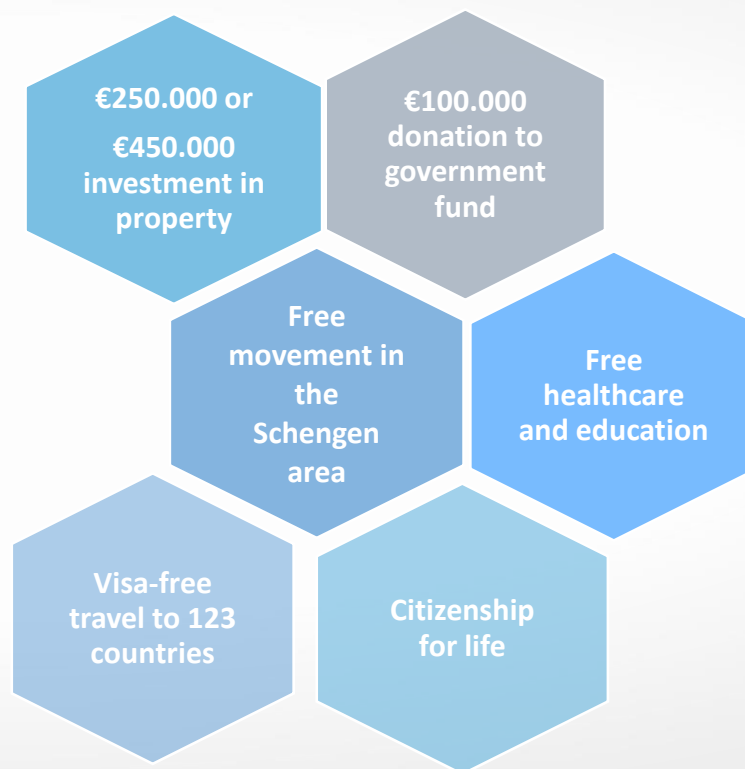 €250.000 or
€450.000
investment in
property
€100.000
donation to
government
fund
Free
movement in
the
Schengen
area
Free
healthcare
and education
Visa-free
travel to 123
countries
Citizenship
for life